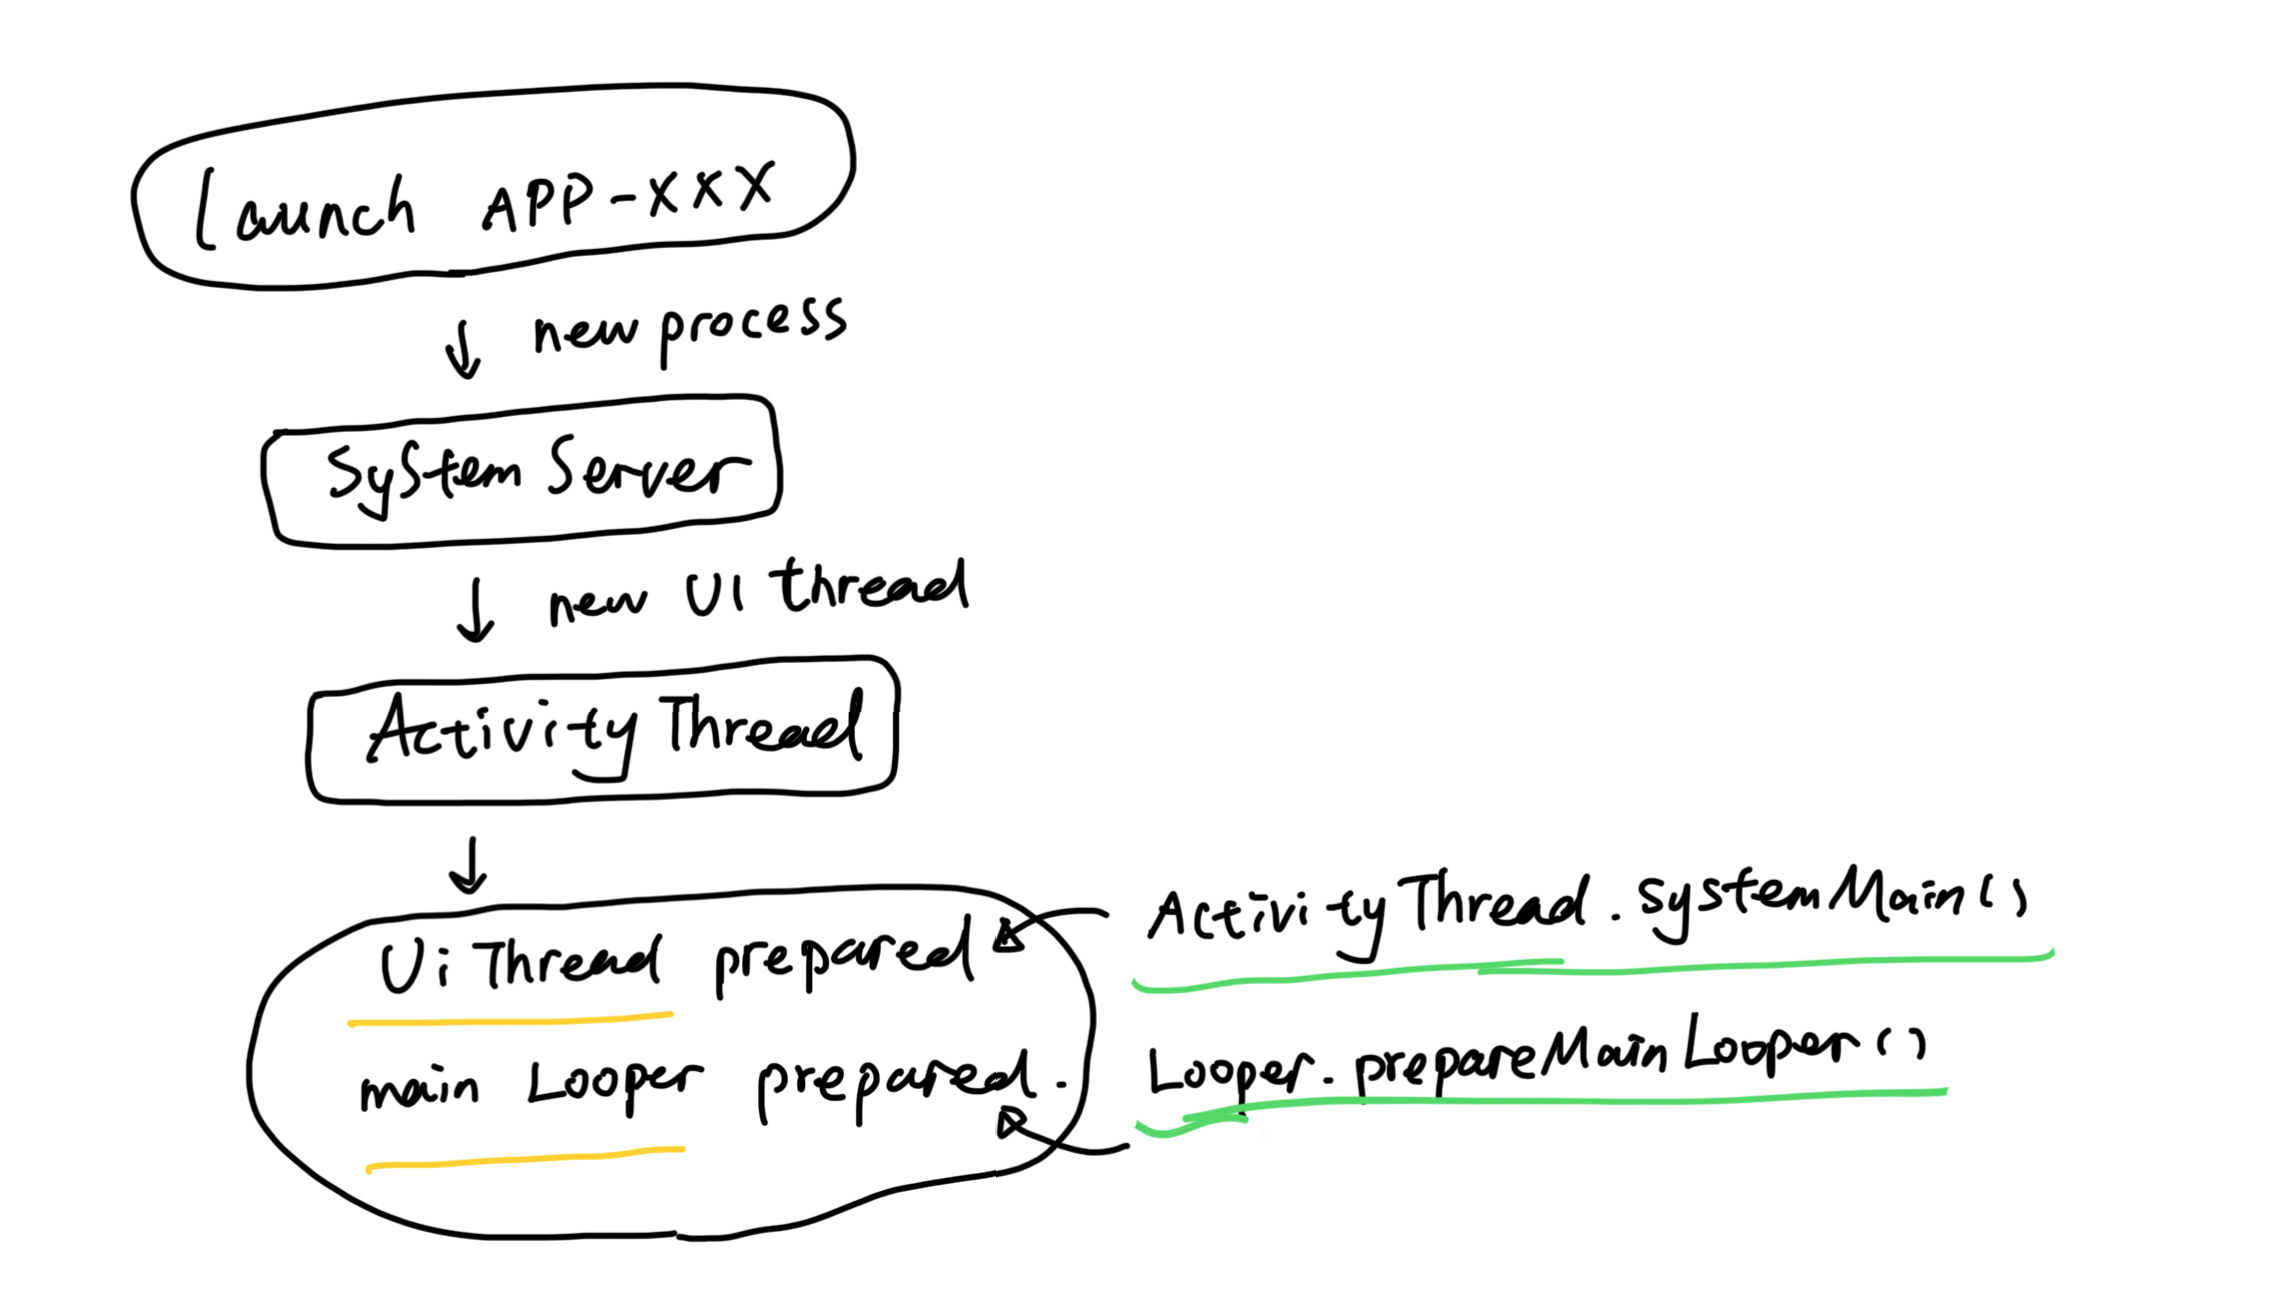 Launch APP-XXX
new process
System Server
new UI thread
Activity Thread
Ui Thread prepared
ActivityThread.systemMain()
main Looper prepared.
Looper.prepareMainLooper()